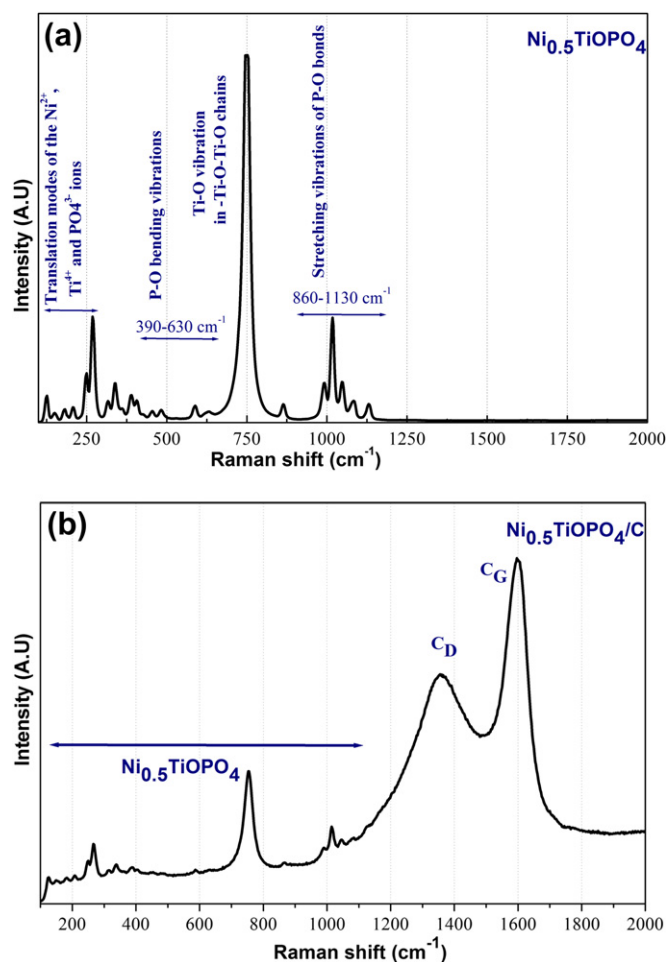 (a)
Ni0.5TiOPO4
Intensity (A.U)
Translation modes of the Ni2+,
Ti4+ and PO43- ions
P-O bending vibrations
390-630 cm-1
Ti-O vibration
in -Ti-O-Ti-O chains
Stretching vibrations of P-O bonds
860-1130 cm-1
250 500 750 1000 1250 1500 1750 2000
Raman shift (cm-1)
(b)
Ni0.5TiOPO4/C
CG
CD
Intensity (A.U)
Ni0.5TiOPO4
200 400 600 800 1000 1200 1400 1600 1800 2000
Raman shift (cm-1)